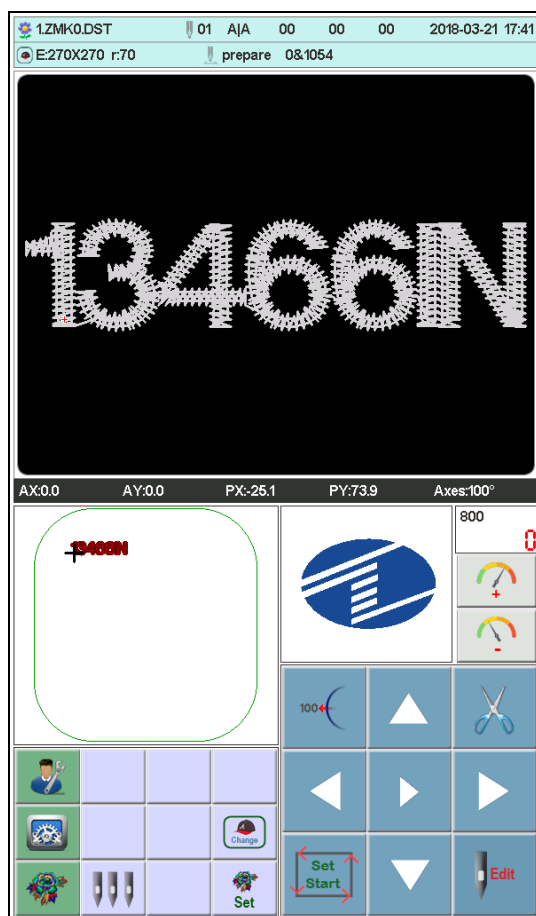 1.ZMK0.DST 01 A|A 00 00 00 2018-03-21 17:41
E:270X270 r:70 prepare 0&1054
13466IN
AX:0.0 AY:0.0 PX:-25.1 PY:73.9 Axes:100°
13466IN
800
0
+
-
100
Change
Set
Set
Start
Edit